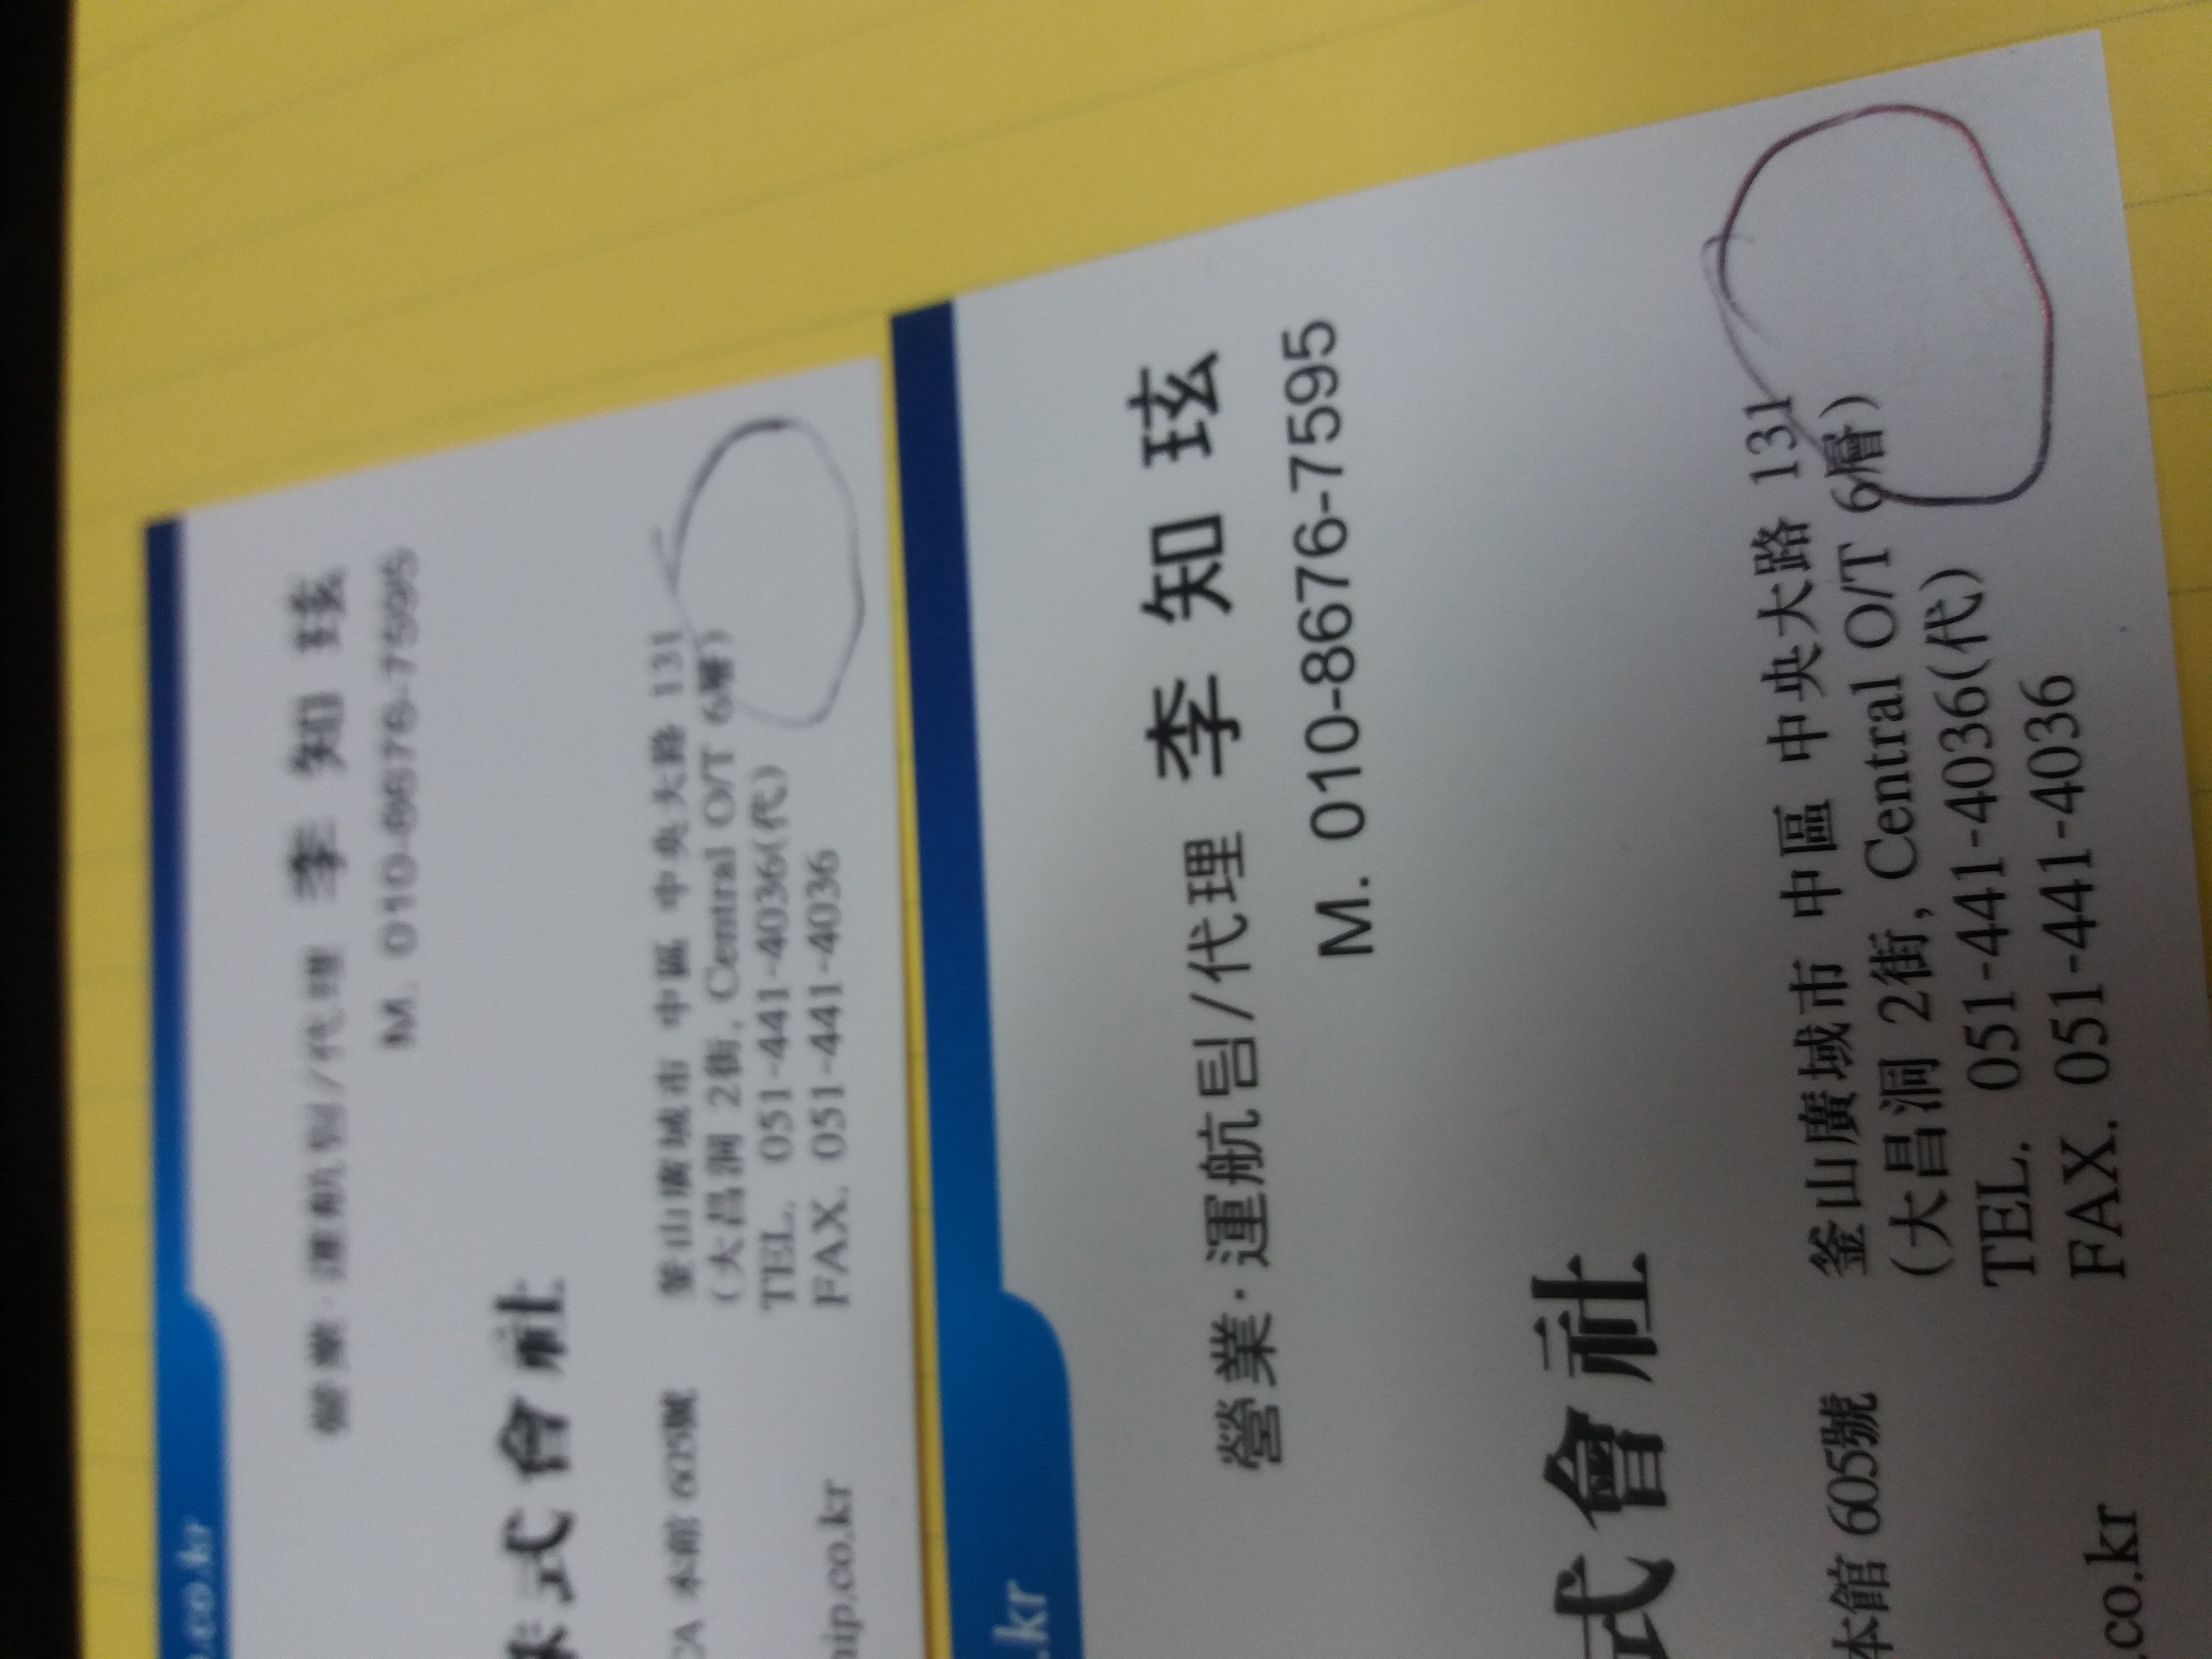 .co.kr
營業·運航팀/代理 李知玹
M. 010-8676-7595
株式會社
CA 本館 605號
釜山廣域市 中區 中央大路 131
(大昌洞 2街, Central O/T 6層)
TEL. 051-441-4036(代)
FAX. 051-441-4036
hip.co.kr
.kr
營業·運航팀/代理 李知玹
M. 010-8676-7595
式會社
本館 605號
釜山廣域市 中區 中央大路 131
(大昌洞 2街, Central O/T 6層)
TEL. 051-441-4036(代)
FAX. 051-441-4036
.co.kr